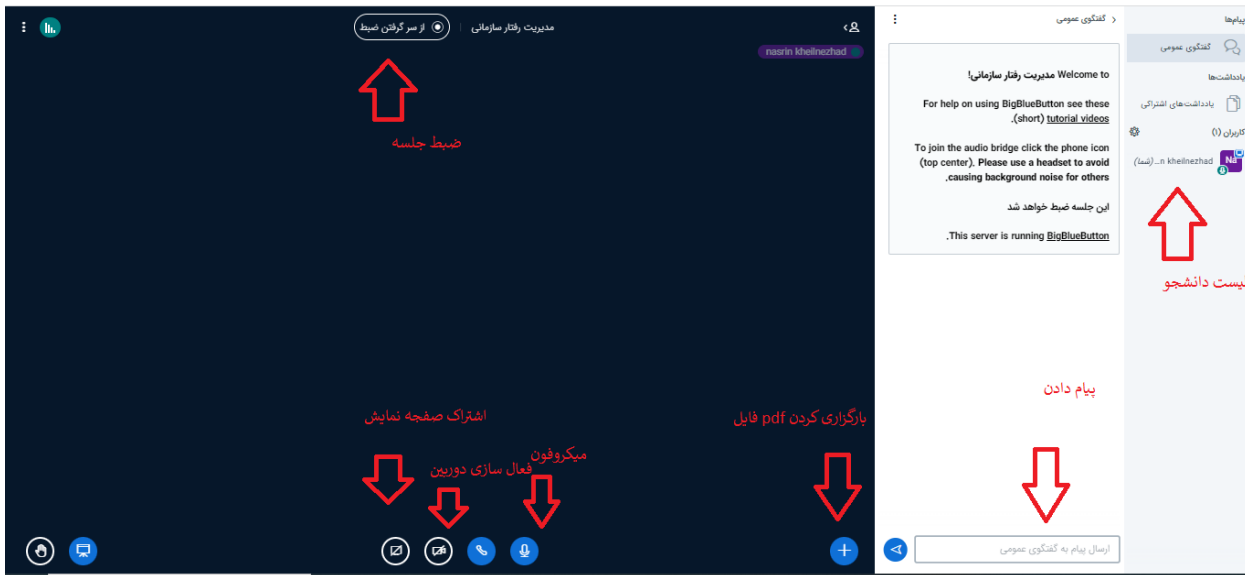 پیام‌ها
گفتگوی عمومی
یادداشت‌ها
یادداشت‌های اشتراکی
کاربران (۱)
Na
n kheilnezhad...(شما)
لیست دانشجو
گفتگوی عمومی
Welcome to مدیریت رفتار سازمانی!
For help on using BigBlueButton see these
(short) tutorial videos.
To join the audio bridge click the phone icon
(top center). Please use a headset to avoid
causing background noise for others.
این جلسه ضبط خواهد شد
This server is running BigBlueButton.
پیام دادن
ارسال پیام به گفتگوی عمومی
مدیریت رفتار سازمانی
از سر گرفتن ضبط
nasrin kheilnezhad
ضبط جلسه
بارگزاری کردن pdf فایل
میکروفون
فعال سازی دوربین
اشتراک صفجه نمایش